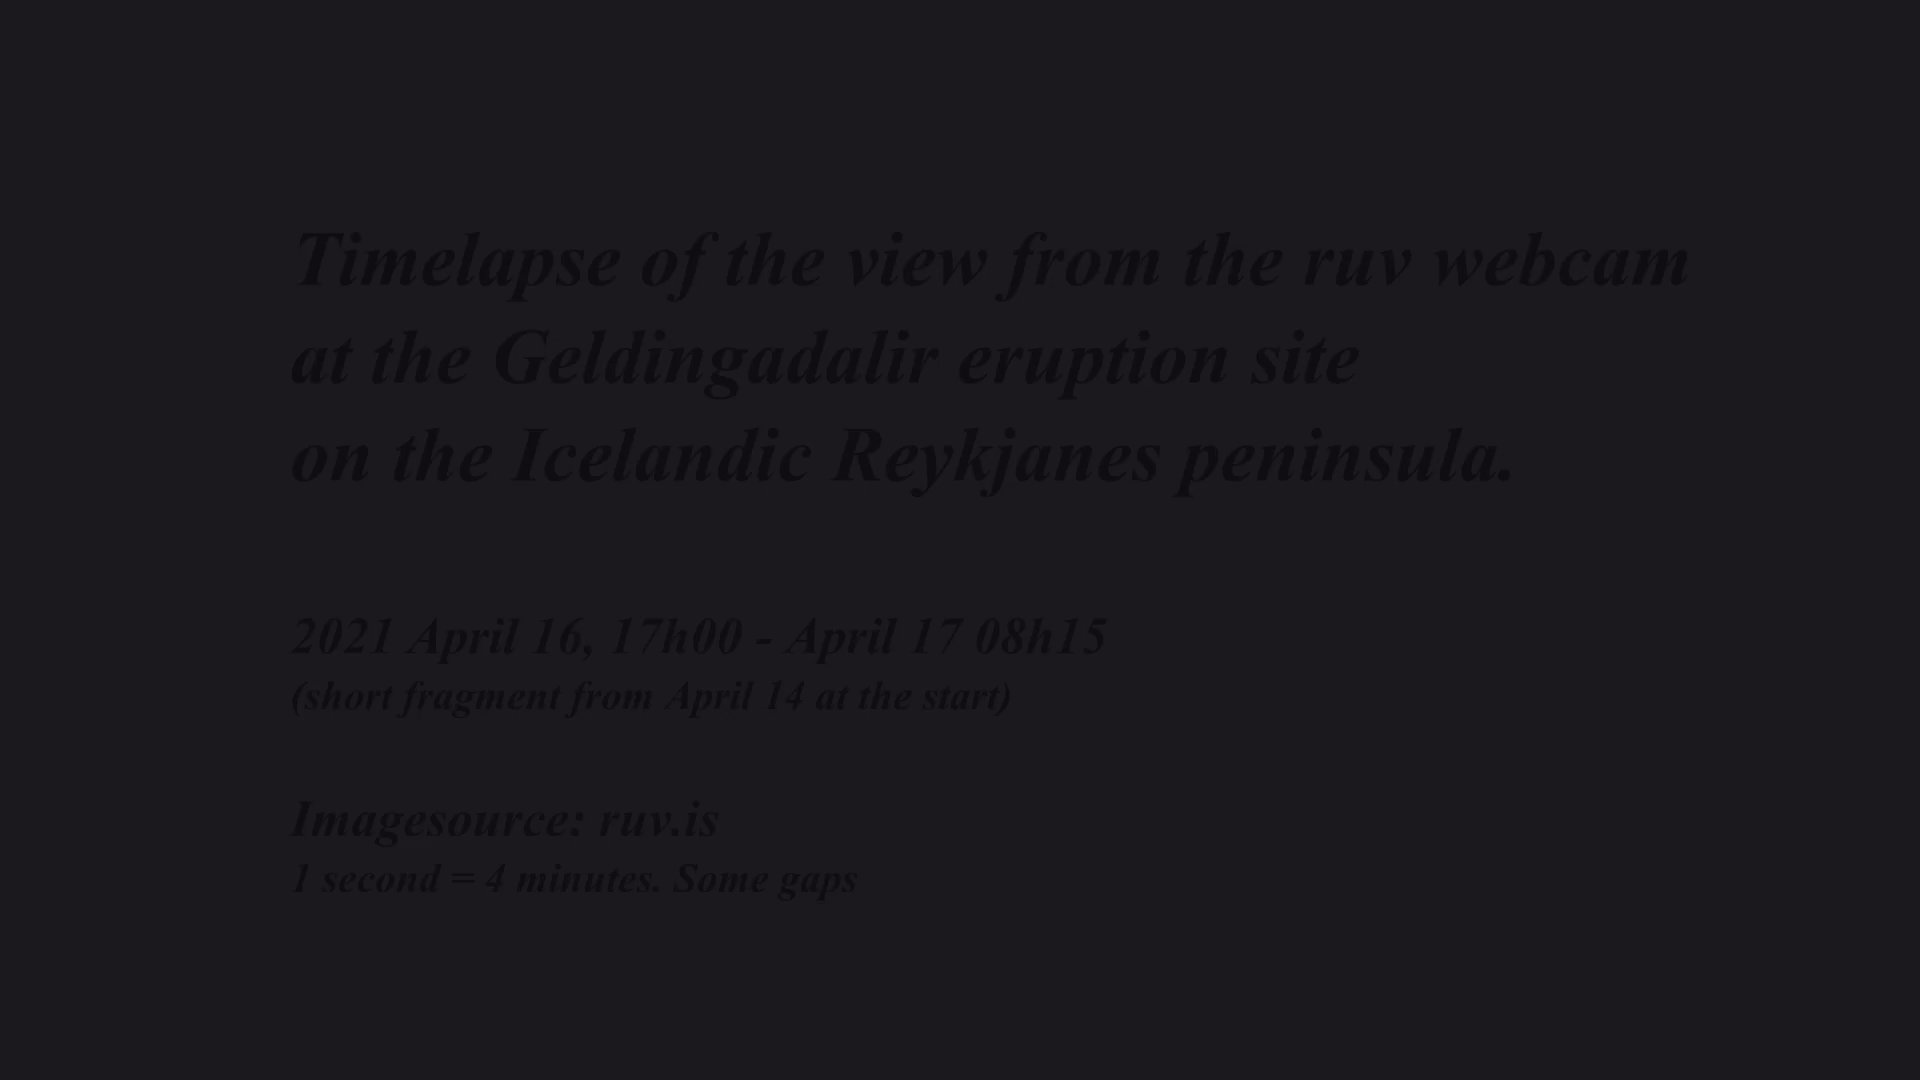 Timelapse of the view from the ruv webcam
at the Geldingadalir eruption site
on the Icelandic Reykjanes peninsula.
2021 April 16, 17h00 - April 17 08h15
(short fragment from April 14 at the start)
Imagesource: ruv.is
1 second = 4 minutes. Some gaps